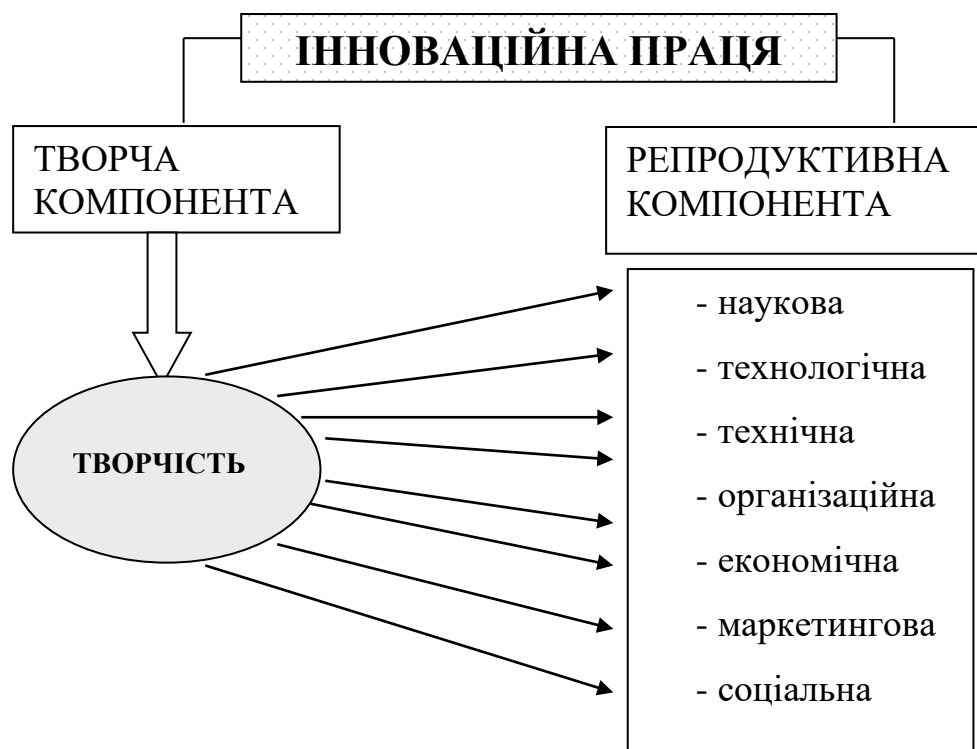 ІННОВАЦІЙНА ПРАЦЯ
ТВОРЧА
КОМПОНЕНТА
РЕПРОДУКТИВНА
КОМПОНЕНТА
ТВОРЧІСТЬ
- наукова
- технологічна
- технічна
- організаційна
- економічна
- маркетингова
- соціальна